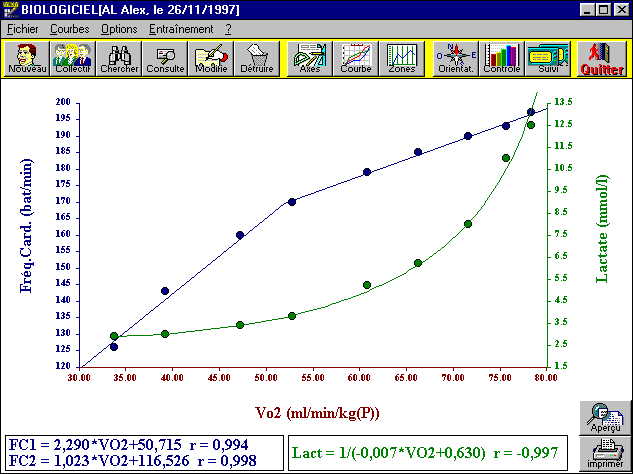 BIOLOGICIEL[AL Alex, le 26/11/1997]
Fichier Courbes Options Entraînement ?
Nouveau Collectif Chercher Consulte Modifie Détruire Axes Courbe Zones Orientat. Contrôle Suivi Quitter
N
O E
Fréq.Card. (bat/min)
200
195
190
185
180
175
170
165
160
155
150
145
140
135
130
125
120
13.5
12.5
11.5
10.5
9.5
8.5
7.5
6.5
5.5
4.5
3.5
2.5
1.5
Lactate (mmol/l)
30.00 35.00 40.00 45.00 50.00 55.00 60.00 65.00 70.00 75.00 80.00
Vo2 (ml/min/kg(P))
Aperçu
imprimer
FC1 = 2,290*VO2+50,715 r = 0,994
FC2 = 1,023*VO2+116,526 r = 0,998
Lact = 1/(-0,007*VO2+0,630) r = -0,997